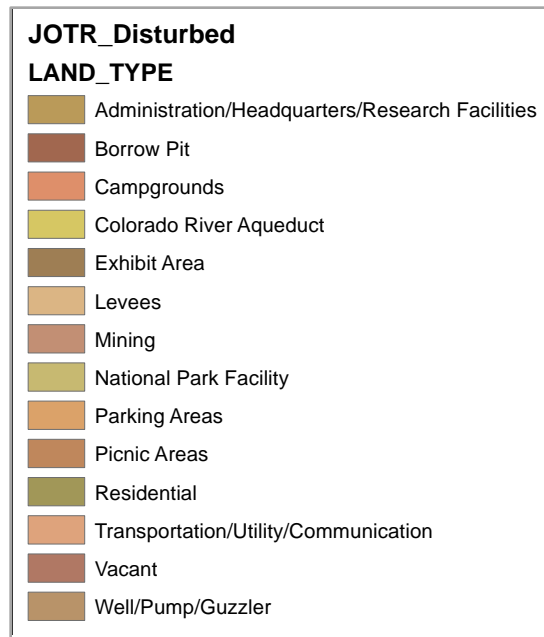 JOTR_Disturbed
LAND_TYPE
Administration/Headquarters/Research Facilities
Borrow Pit
Campgrounds
Colorado River Aqueduct
Exhibit Area
Levees
Mining
National Park Facility
Parking Areas
Picnic Areas
Residential
Transportation/Utility/Communication
Vacant
Well/Pump/Guzzler